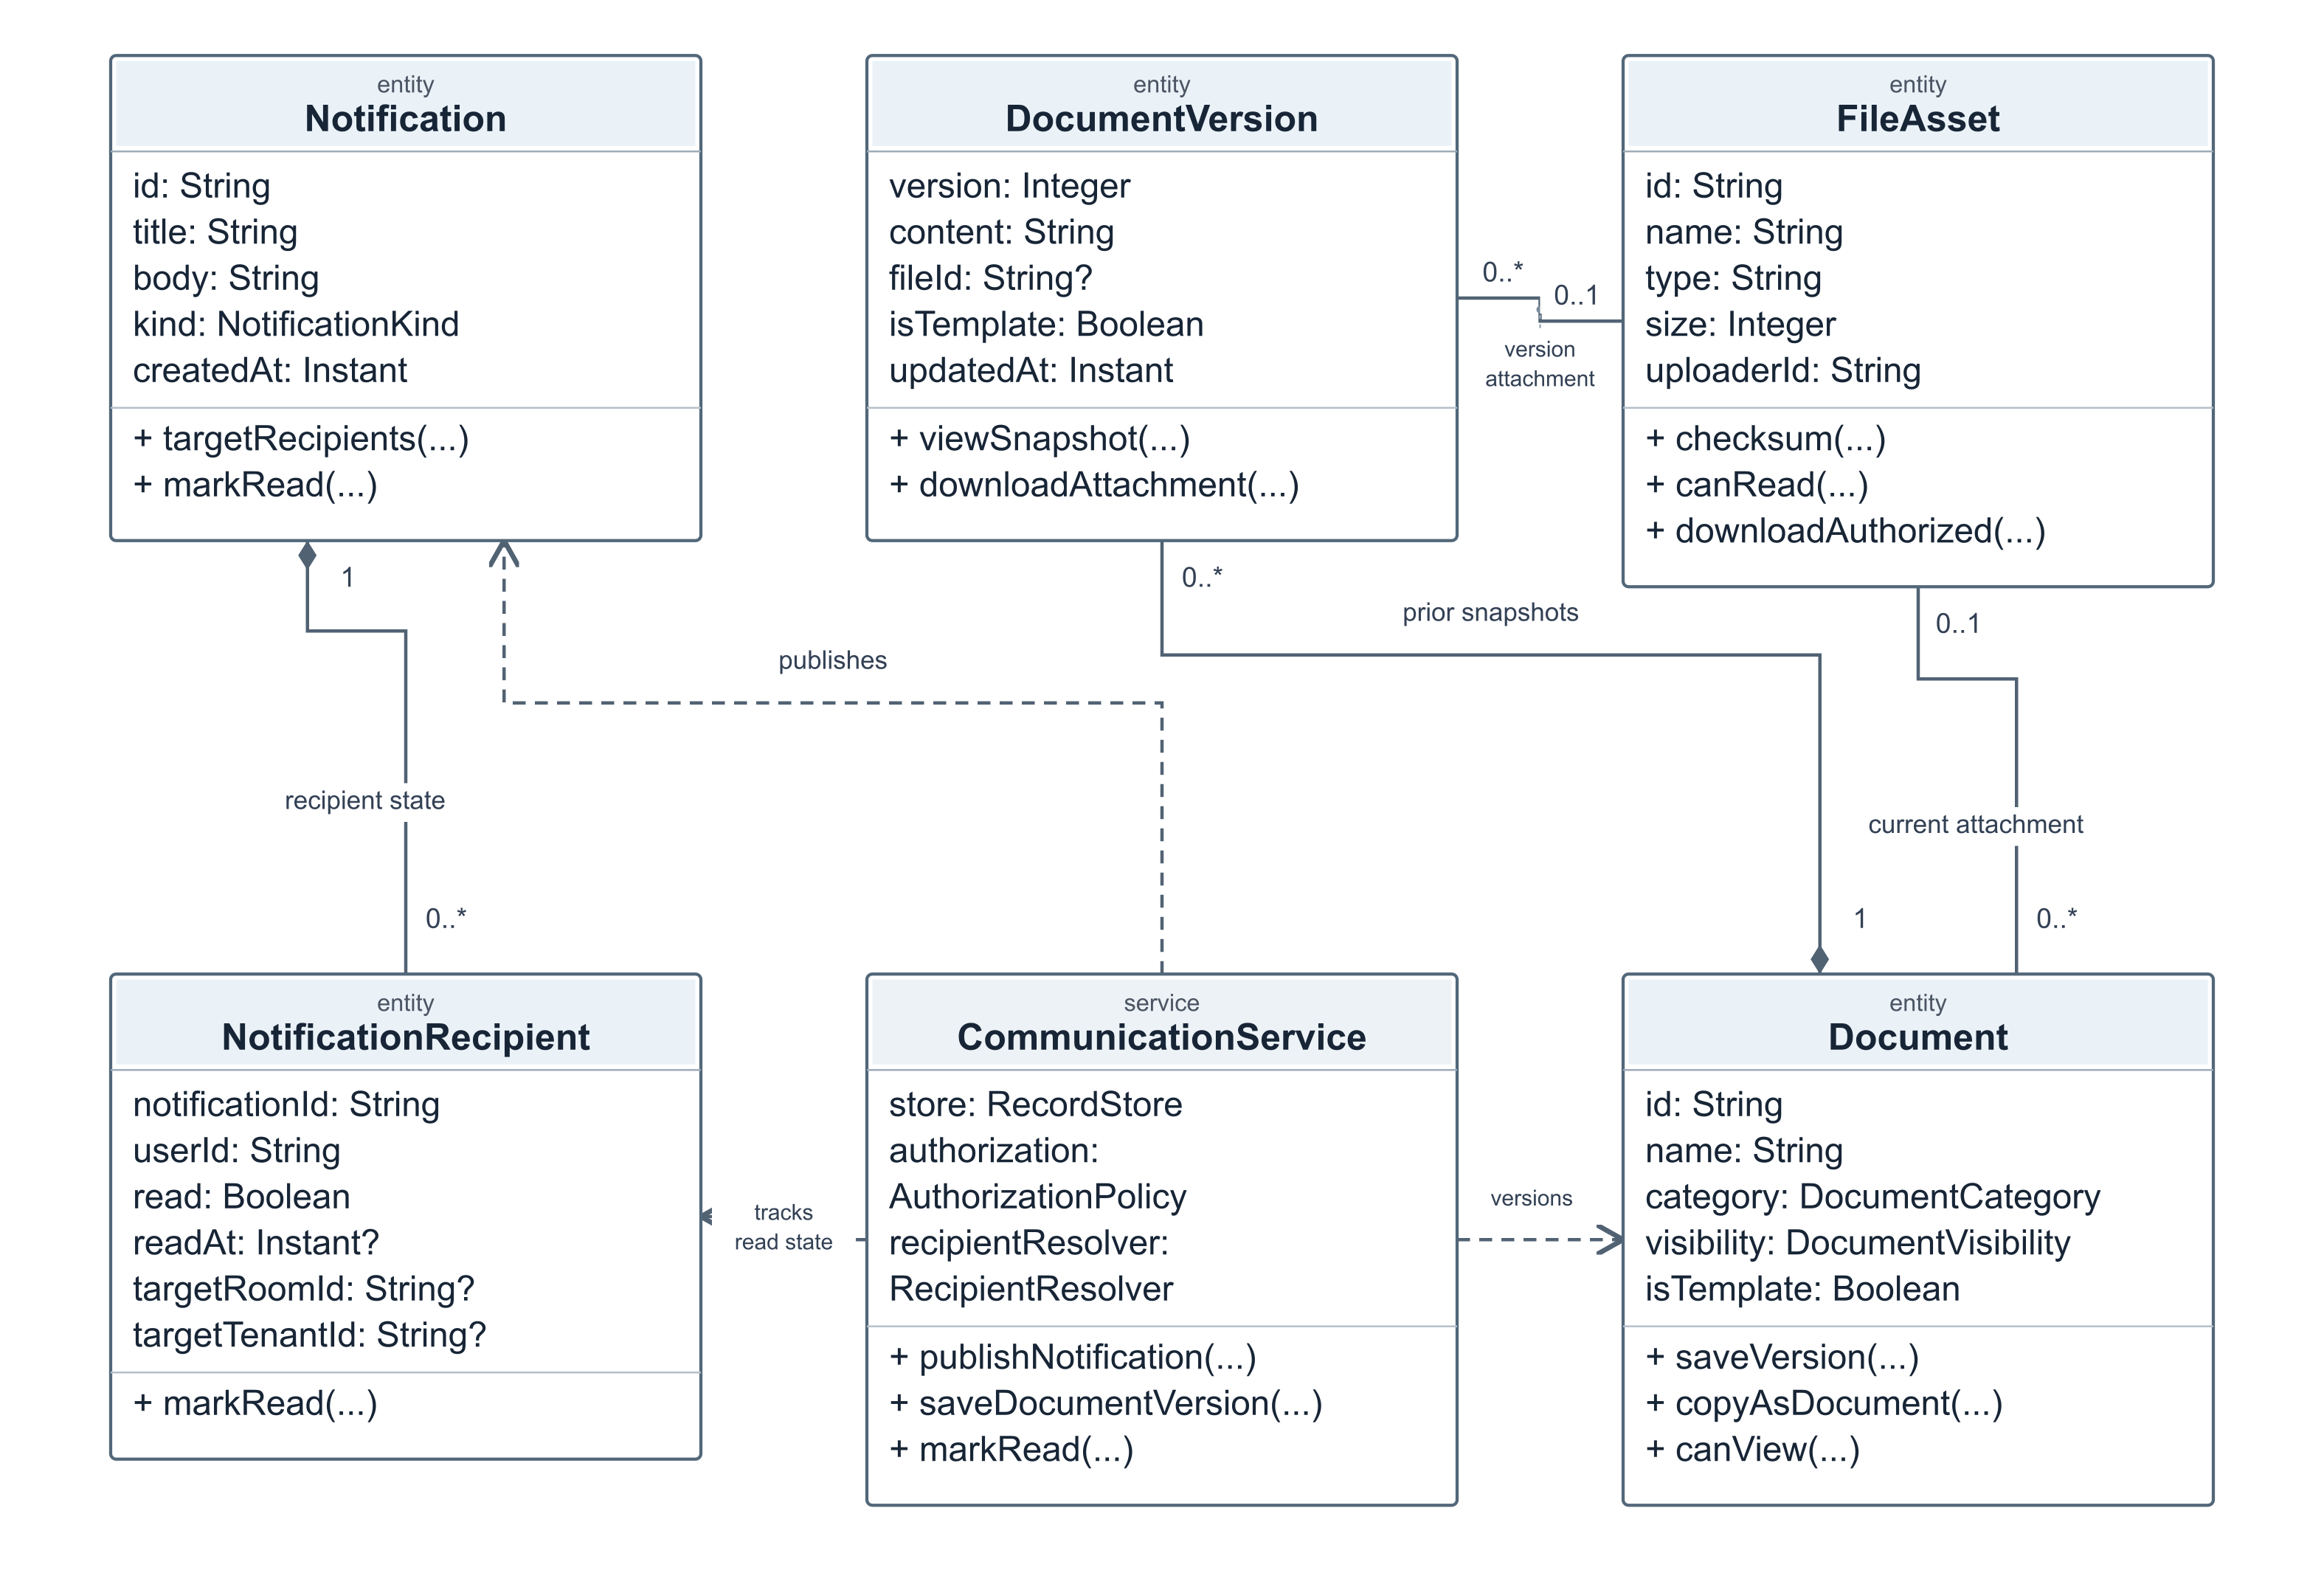 entity
Notification
id: String
title: String
body: String
kind: NotificationKind
createdAt: Instant
+ targetRecipients(...)
+ markRead(...)
entity
DocumentVersion
version: Integer
content: String
fileId: String?
isTemplate: Boolean
updatedAt: Instant
+ viewSnapshot(...)
+ downloadAttachment(...)
0..*
0..1
version
attachment
entity
FileAsset
id: String
name: String
type: String
size: Integer
uploaderId: String
+ checksum(...)
+ canRead(...)
+ downloadAuthorized(...)
1
0..*
prior snapshots
0..1
publishes
recipient state
current attachment
0..*
1
0..*
entity
NotificationRecipient
notificationId: String
userId: String
read: Boolean
readAt: Instant?
targetRoomId: String?
targetTenantId: String?
+ markRead(...)
tracks
read state
service
CommunicationService
store: RecordStore
authorization:
AuthorizationPolicy
recipientResolver:
RecipientResolver
+ publishNotification(...)
+ saveDocumentVersion(...)
+ markRead(...)
versions
entity
Document
id: String
name: String
category: DocumentCategory
visibility: DocumentVisibility
isTemplate: Boolean
+ saveVersion(...)
+ copyAsDocument(...)
+ canView(...)